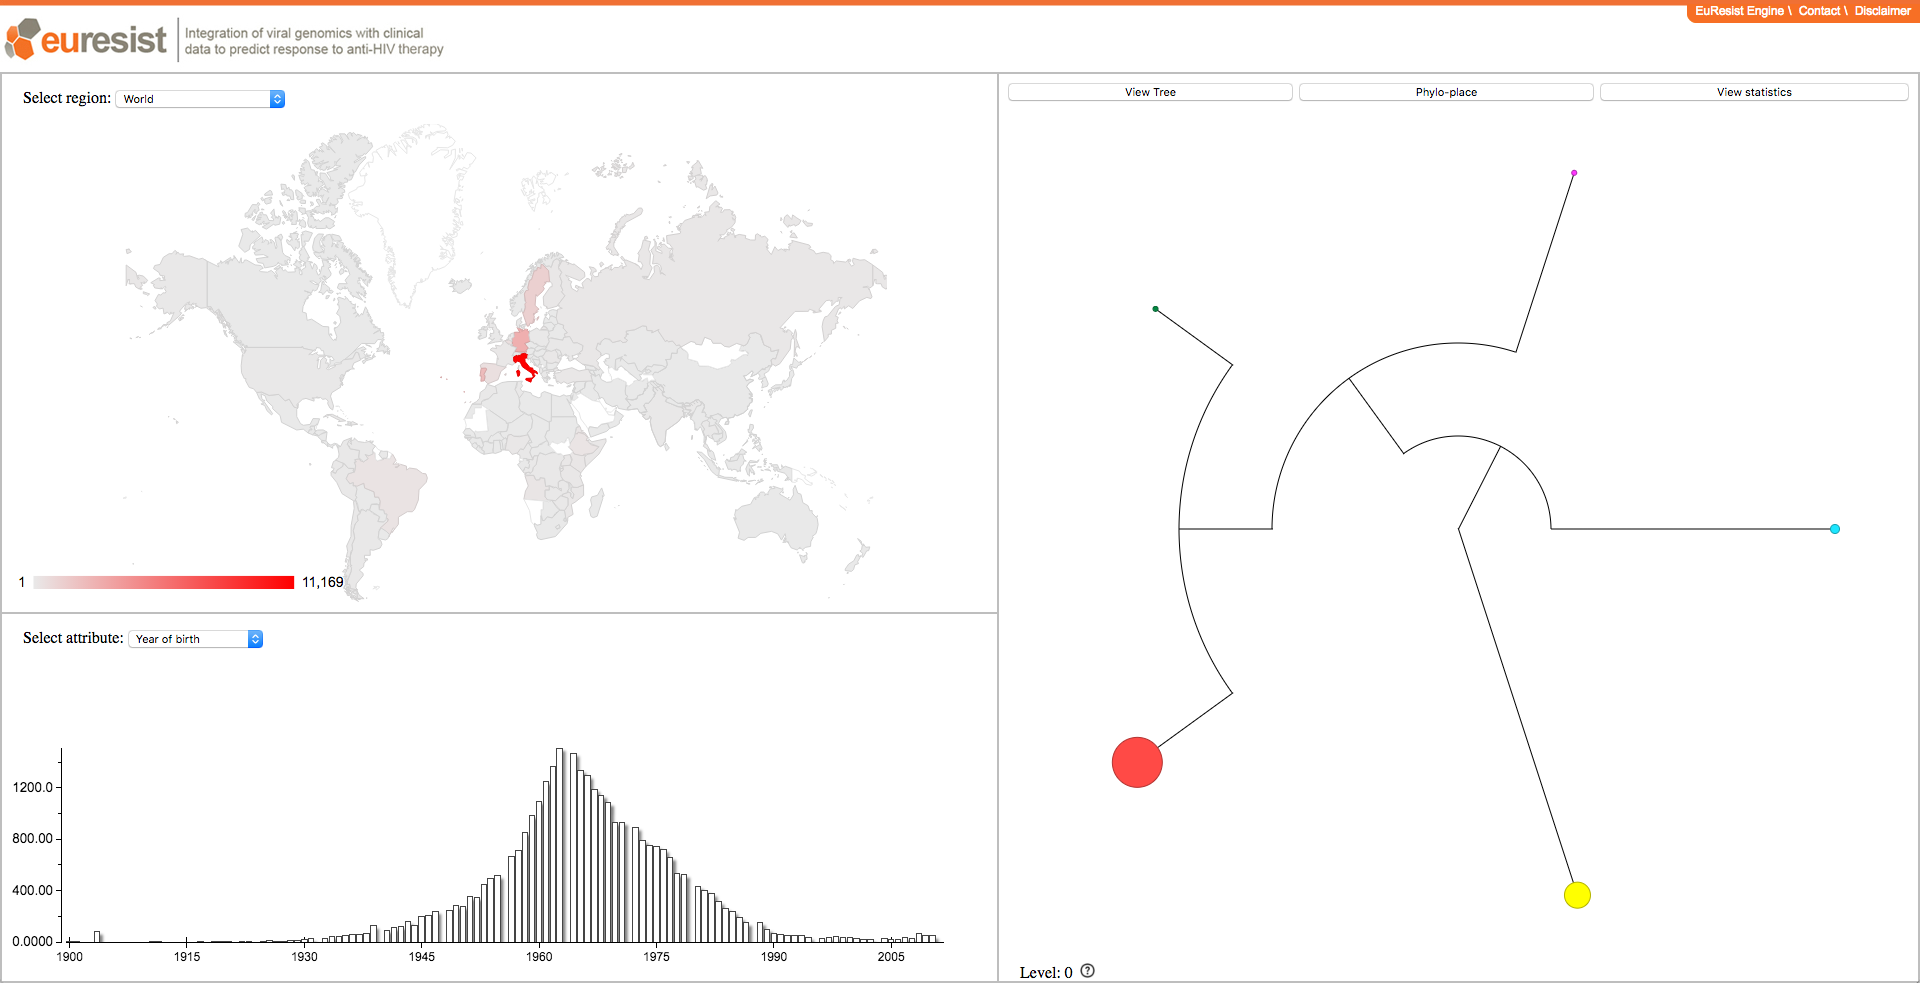 EuResist Engine \ Contact \ Disclaimer
euresist
Integration of viral genomics with clinical
data to predict response to anti-HIV therapy
Select region: World
1 11,169
Select attribute: Year of birth
1200.0
800.00
400.00
0.0000
1900 1915 1930 1945 1960 1975 1990 2005
View Tree Phylo-place View statistics
Level: 0 ?